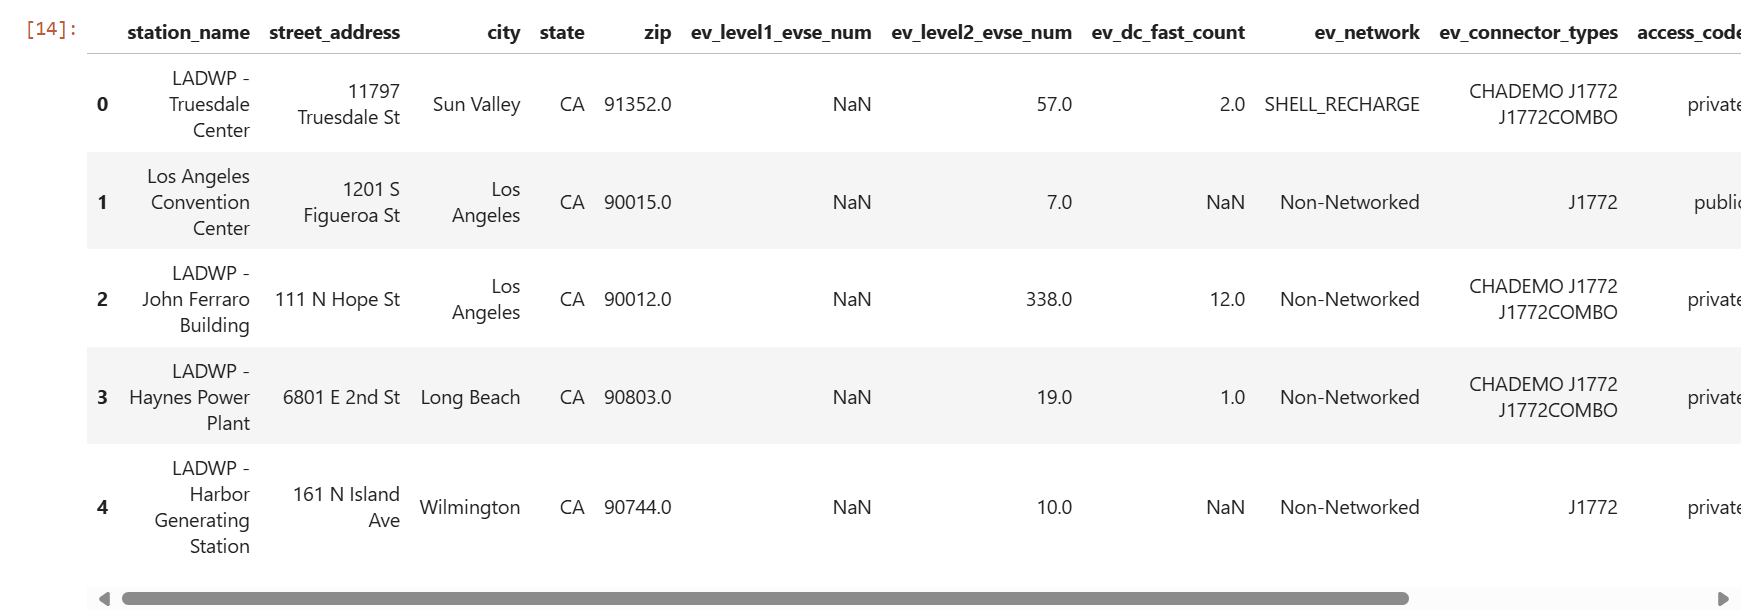 [14]:
station_name street_address city state zip ev_level1_evse_num ev_level2_evse_num ev_dc_fast_count ev_network ev_connector_types access_code
0 LADWP - Truesdale Center 11797 Truesdale St Sun Valley CA 91352.0 NaN 57.0 2.0 SHELL_RECHARGE CHADEMO J1772 J1772COMBO private
1 Los Angeles Convention Center 1201 S Figueroa St Los Angeles CA 90015.0 NaN 7.0 NaN Non-Networked J1772 public
2 LADWP - John Ferraro Building 111 N Hope St Los Angeles CA 90012.0 NaN 338.0 12.0 Non-Networked CHADEMO J1772 J1772COMBO private
3 LADWP - Haynes Power Plant 6801 E 2nd St Long Beach CA 90803.0 NaN 19.0 1.0 Non-Networked CHADEMO J1772 J1772COMBO private
4 LADWP - Harbor Generating Station 161 N Island Ave Wilmington CA 90744.0 NaN 10.0 NaN Non-Networked J1772 private